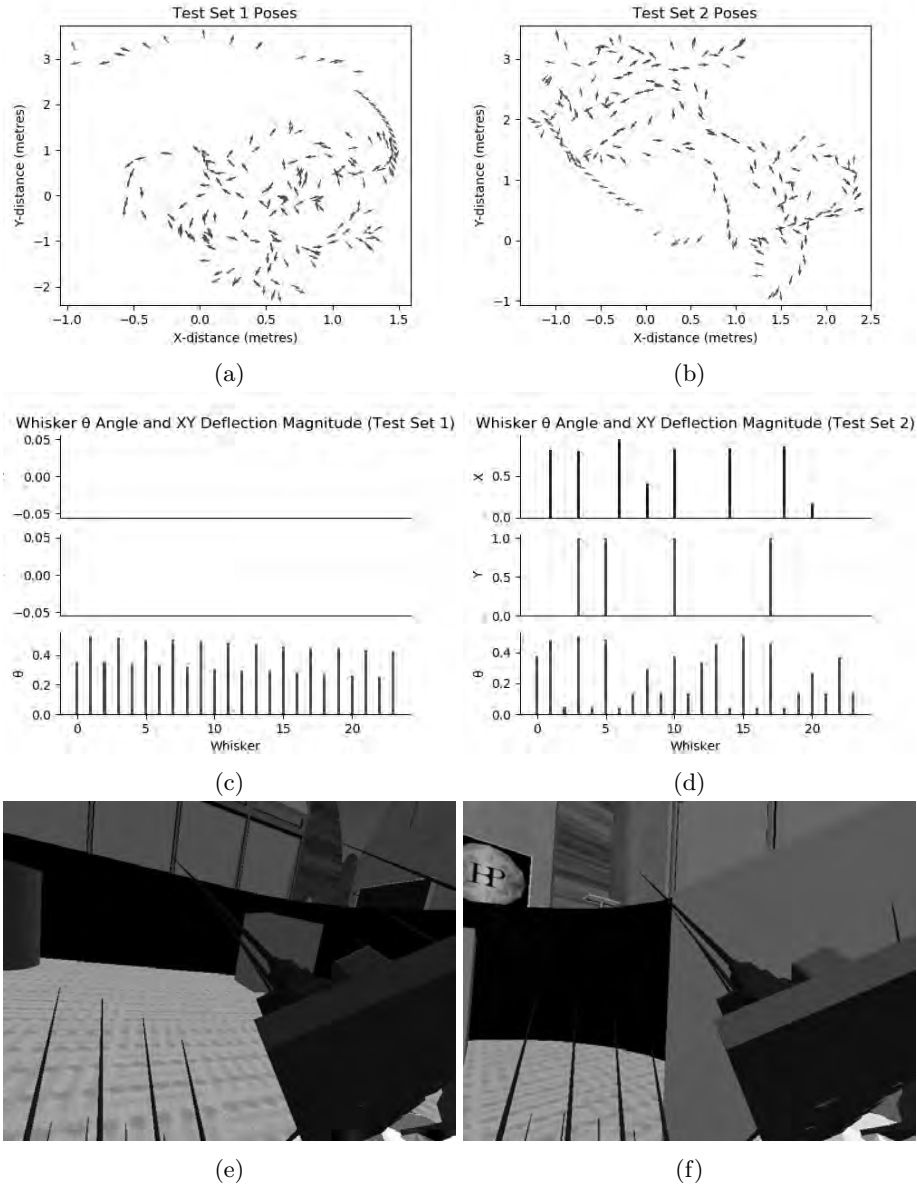 Test Set 1 Poses
Test Set 2 Poses
Y-distance (metres)
3
2
1
0
−1
−2
−1.0
−0.5
0.0
0.5
1.0
1.5
X-distance (metres)
Y-distance (metres)
3
2
1
0
−1
−1.0
−0.5
0.0
0.5
1.0
1.5
2.0
2.5
X-distance (metres)
(a)
(b)
Whisker θ Angle and XY Deflection Magnitude (Test Set 1)
0.05
0.00
−0.05
0.05
0.00
−0.05
θ
0.4
0.2
0.0
0
5
10
15
20
Whisker
Whisker θ Angle and XY Deflection Magnitude (Test Set 2)
X
0.5
0.0
Y
1.0
0.5
0.0
θ
0.4
0.2
0.0
0
5
10
15
20
Whisker
(c)
(d)
HP
(e)
(f)